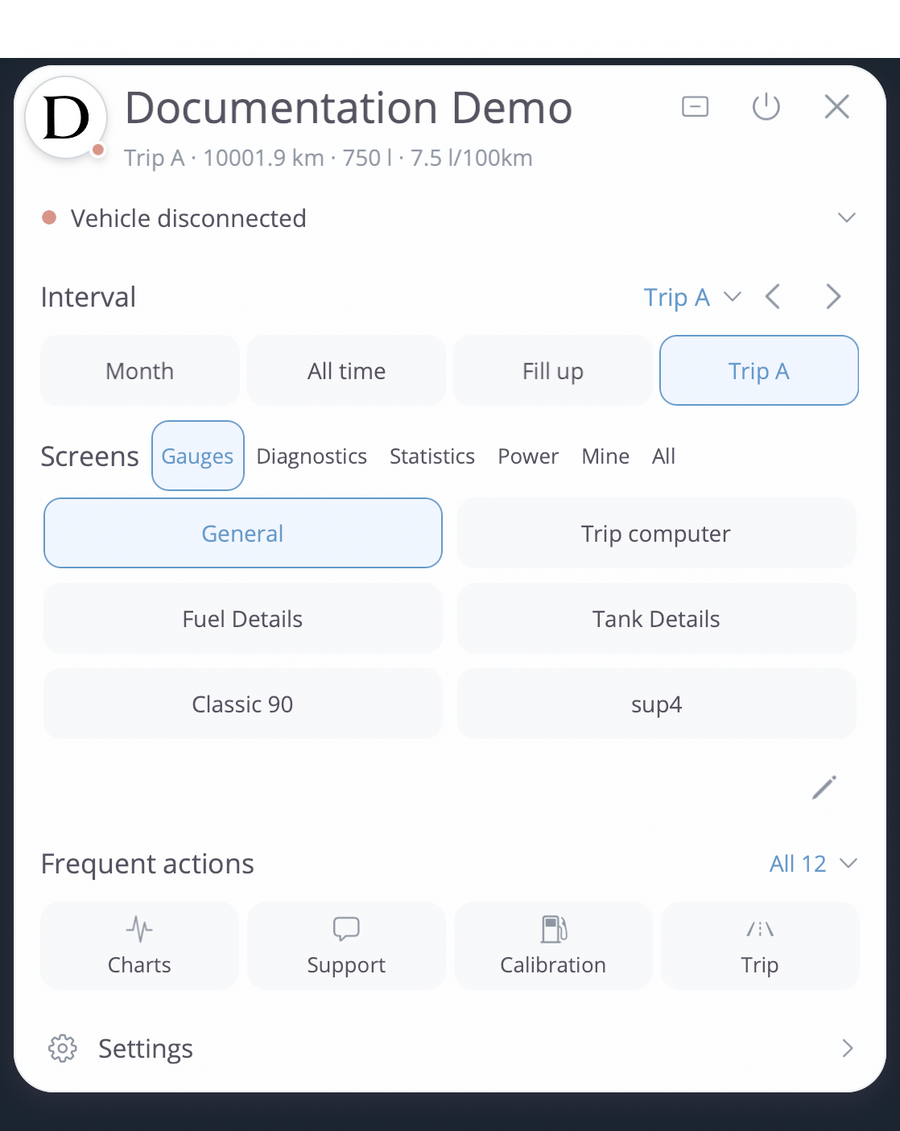 D
Documentation Demo
Trip A · 10001.9 km · 750 l · 7.5 l/100km
Vehicle disconnected
Interval
Trip A
Month
All time
Fill up
Trip A
Screens
Gauges
Diagnostics
Statistics
Power
Mine
All
General
Trip computer
Fuel Details
Tank Details
Classic 90
sup4
Frequent actions
All 12
Charts
Support
Calibration
Trip
Settings